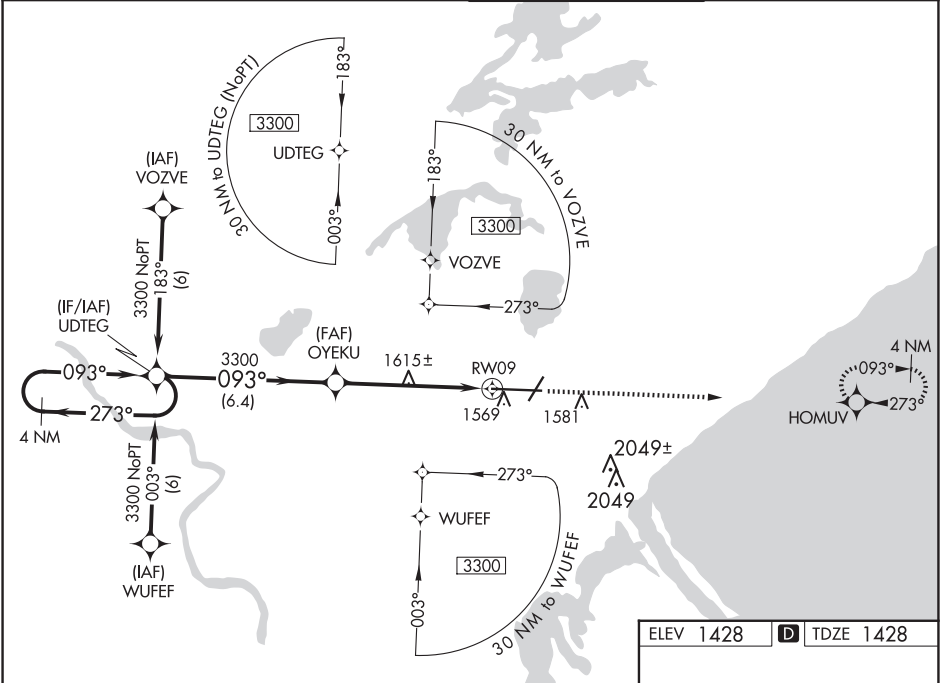 30 NM to UDTEG (NoPT)
183°
3300
UDTEG
003°
30 NM to VOZVE
183°
3300
VOZVE
273°
(IAF)
VOZVE
3300 NoPT
183°
(6)
(IF/IAF)
UDTEG
093°
273°
4 NM
3300
093°
(6.4)
(FAF)
OYEKU
1615±
RW09
1569
1581
4 NM
093°
273°
HOMUV
3300 NoPT
003°
(6)
(IAF)
WUFEF
2049±
2049
273°
WUFEF
3300
003°
30 NM to WUFEF
ELEV 1428 D TDZE 1428